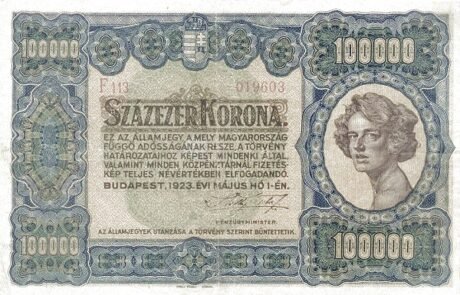 100000 100000
F 113 019603
SZÁZEZER KORONA.
EZ AZ ÁLLAMJEGY A MELY MAGYARORSZÁG
FÜGGŐ ADÓSSÁGÁNAK RÉSZE, A TÖRVÉNY
HATÁROZATAIHOZ KÉPEST MINDENKI ÁLTAL,
VALAMINT MINDEN KÖZPÉNZTÁRNÁL FIZETÉS-
KÉP TELJES NÉVÉRTÉKBEN ELFOGADANDÓ.
BUDAPEST, 1923. ÉVI MÁJUS HÓ 1-ÉN.
PÉNZÜGYMINISTER.
AZ ÁLLAMJEGYEK UTÁNZÁSA A TÖRVÉNY SZERINT BÜNTETTETIK.
100000 100000